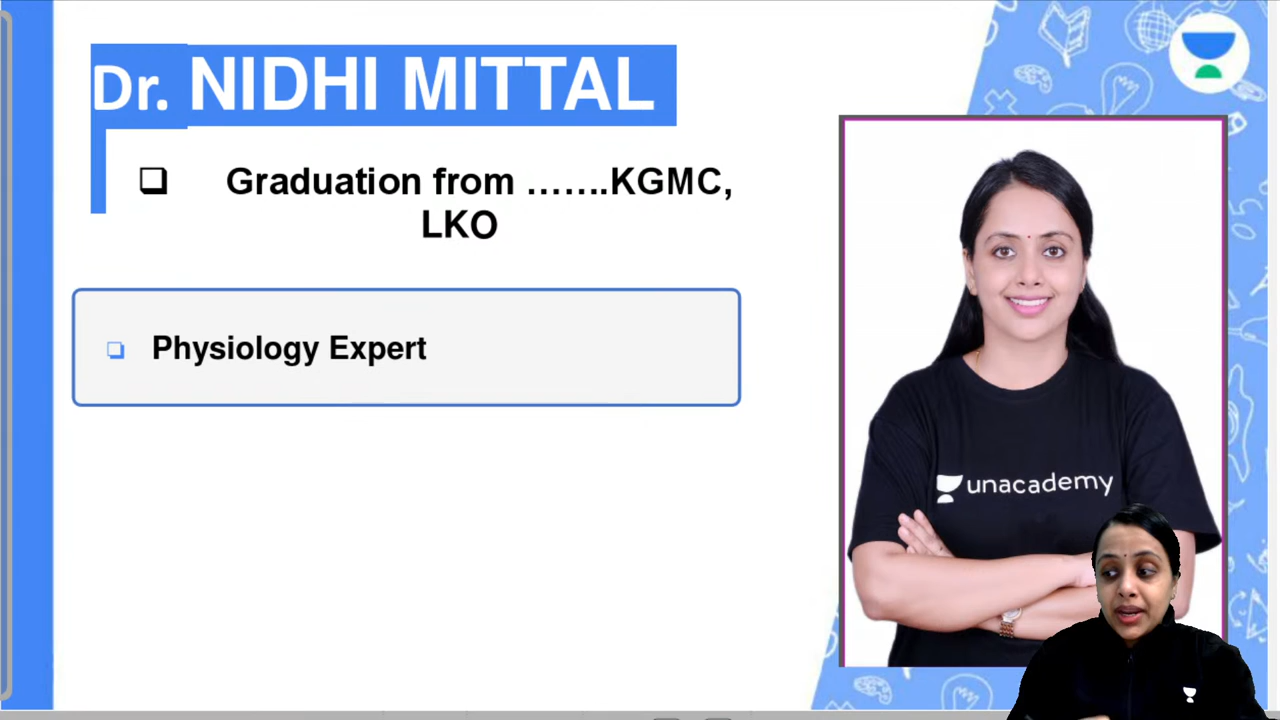 Dr. NIDHI MITTAL
❑ Graduation from …….KGMC,
LKO
❑ Physiology Expert
unacademy